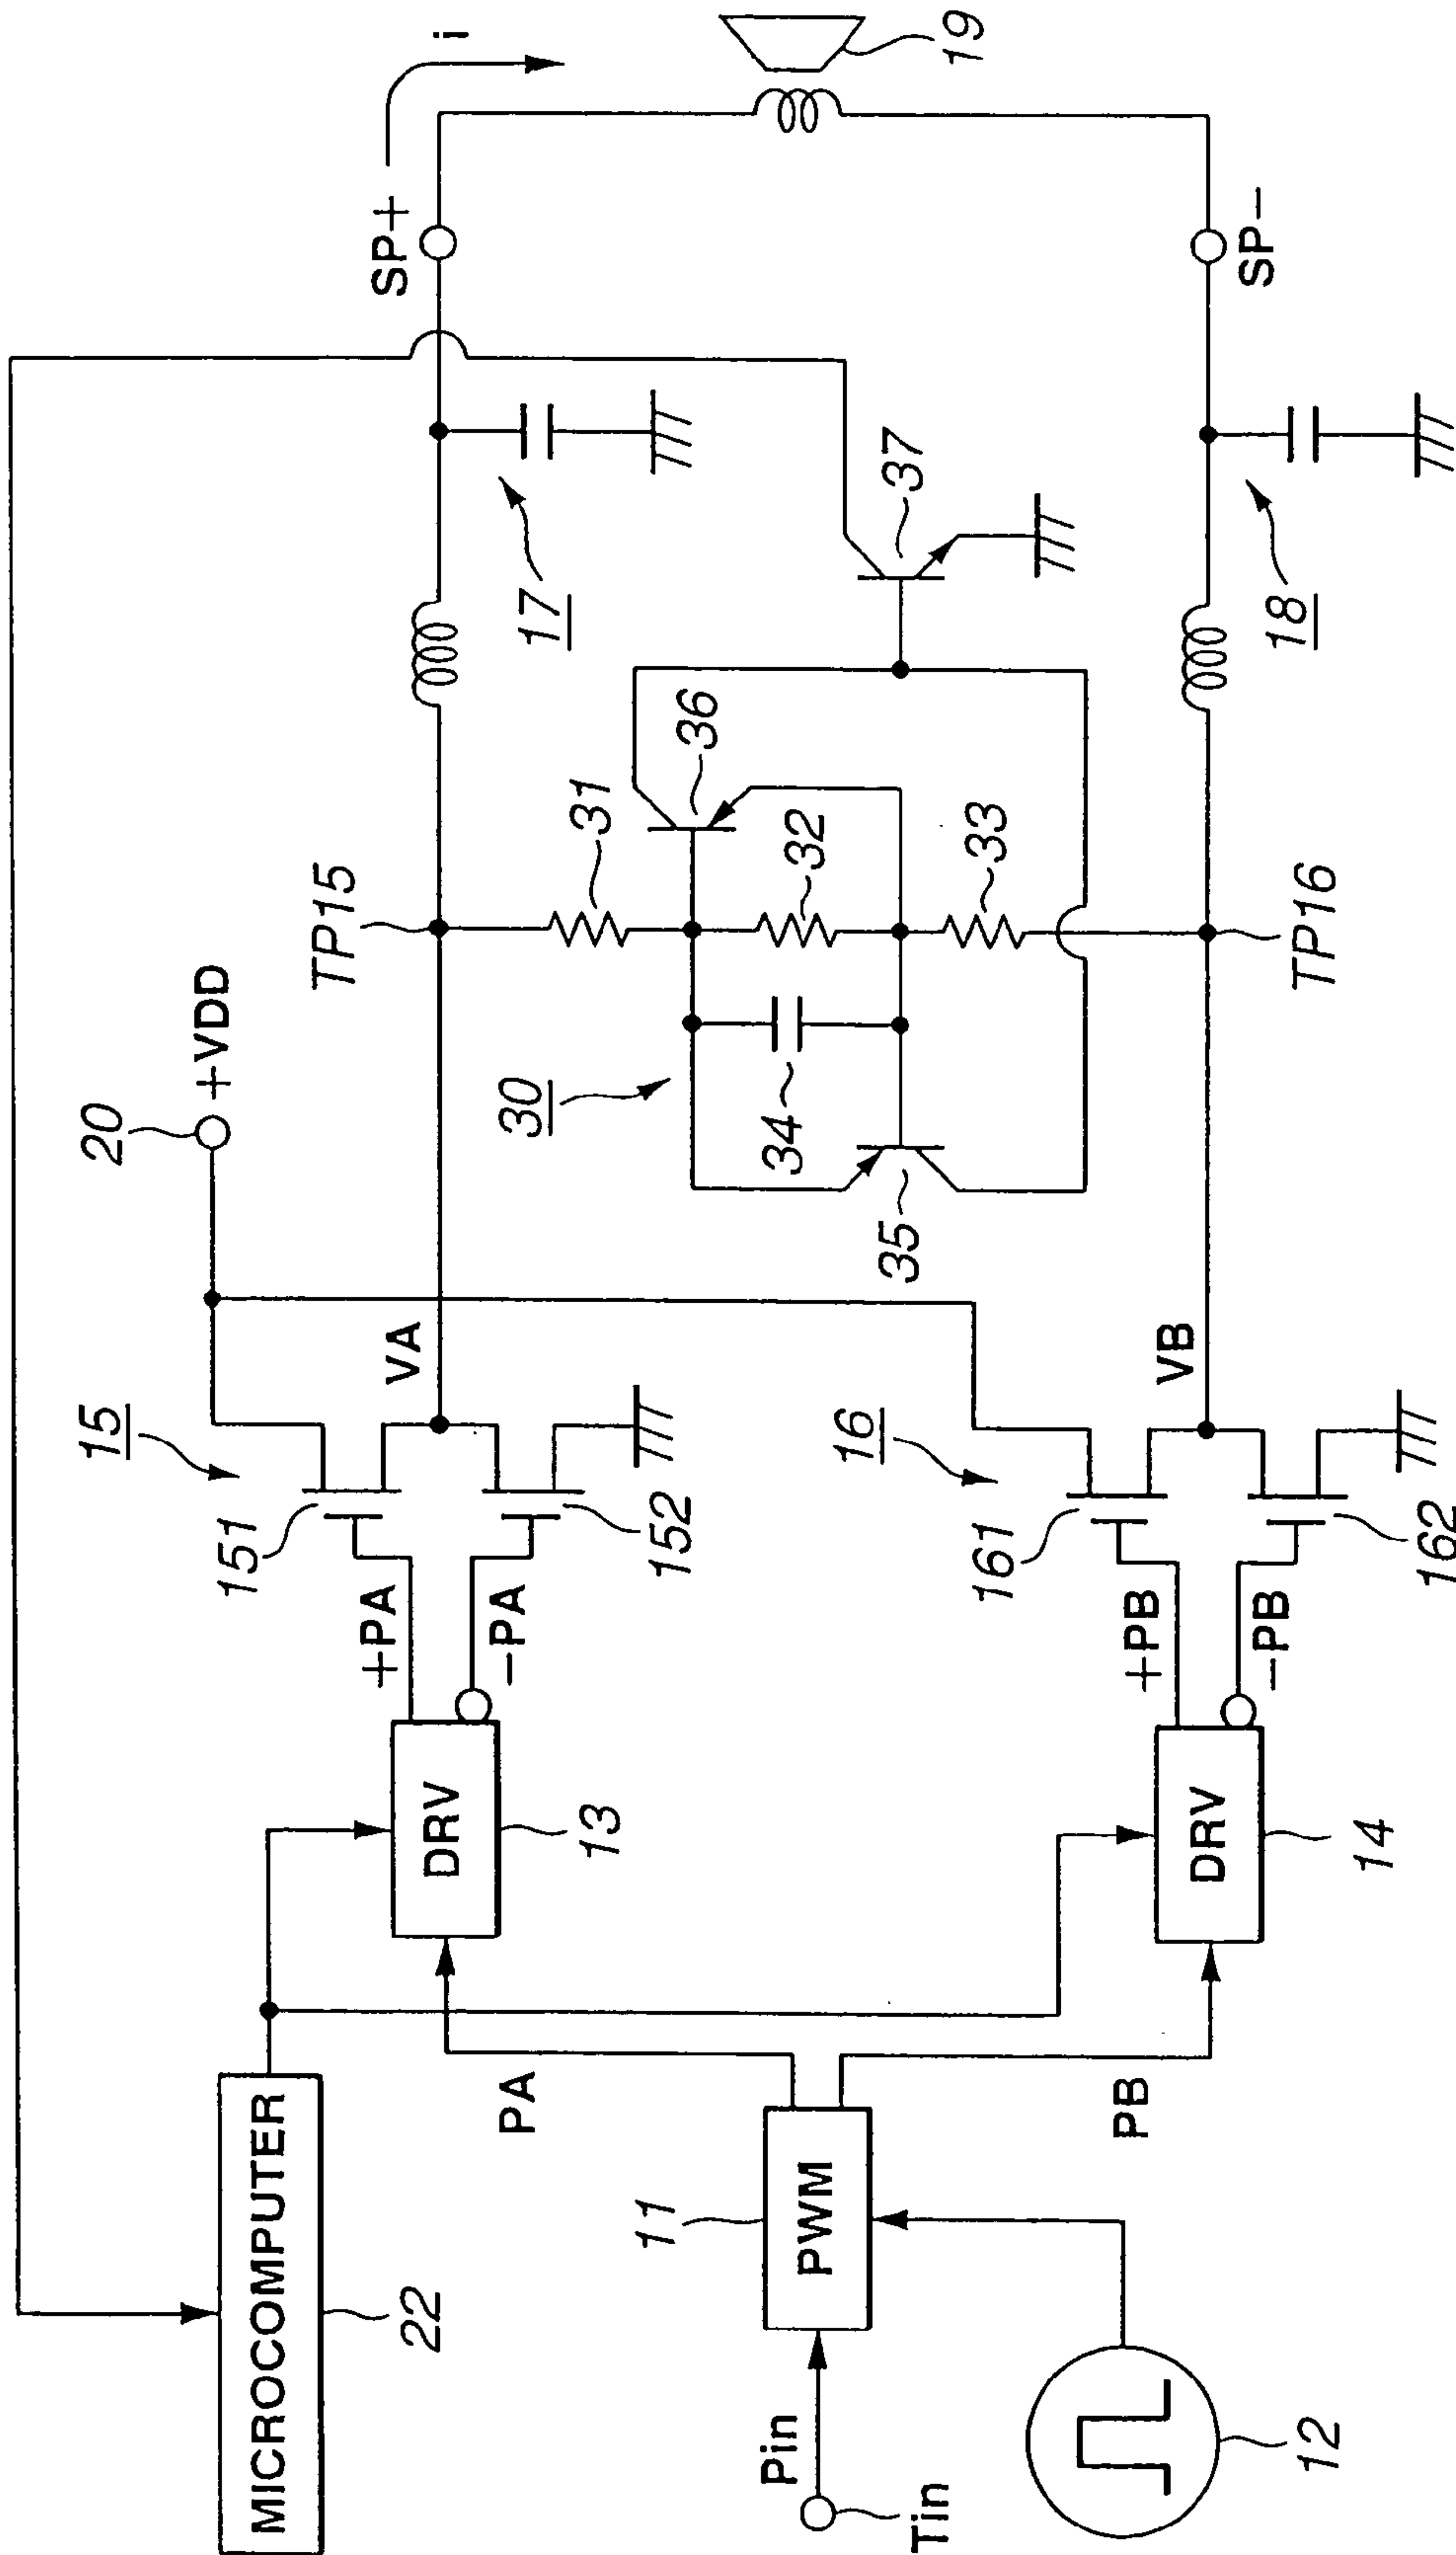 MICROCOMPUTER
22
Pin
Tin
12
11
PWM
PA
PB
DRV
13
DRV
14
+PA
-PA
+PB
-PB
15
151
152
16
161
162
VA
VB
20
+VDD
TP15
TP16
30
31
32
33
34
35
36
37
17
18
SP+
SP-
i
19